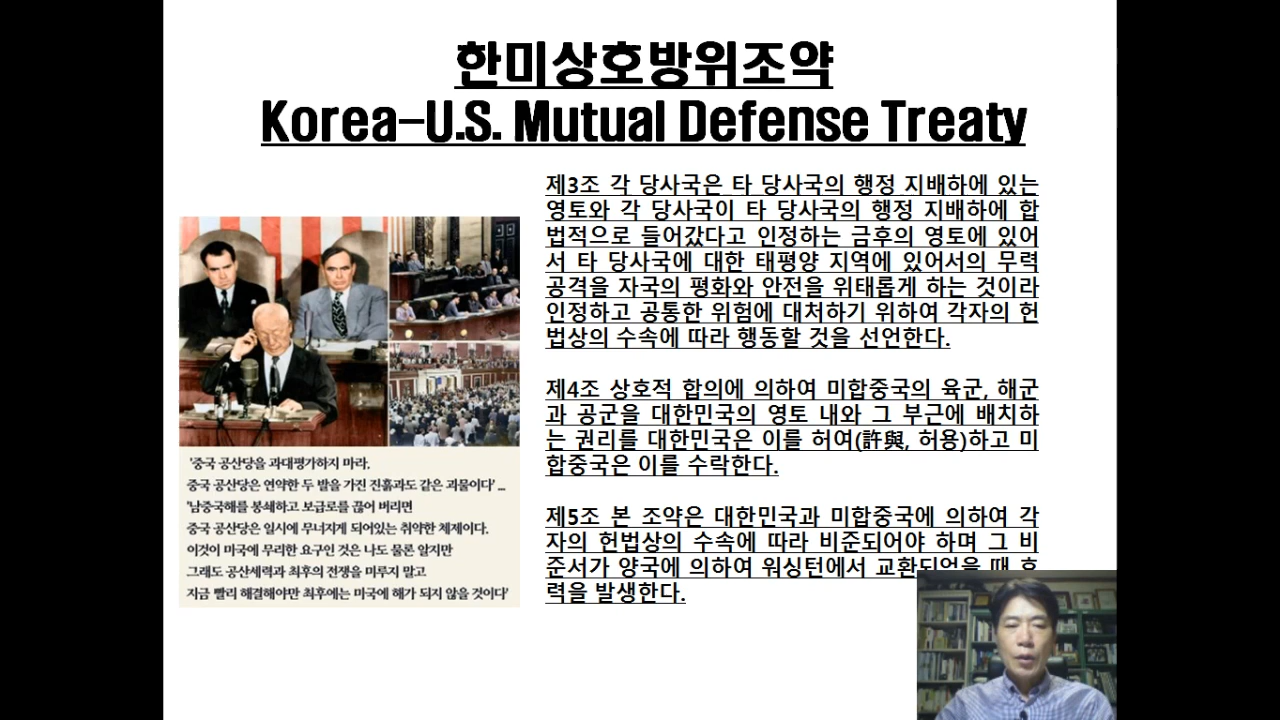 한미상호방위조약
Korea-U.S. Mutual Defense Treaty
제3조 각 당사국은 타 당사국의 행정 지배하에 있는
영토와 각 당사국이 타 당사국의 행정 지배하에 합
법적으로 들어갔다고 인정하는 금후의 영토에 있어
서 타 당사국에 대한 태평양 지역에 있어서의 무력
공격을 자국의 평화와 안전을 위태롭게 하는 것이라
인정하고 공통한 위험에 대처하기 위하여 각자의 헌
법상의 수속에 따라 행동할 것을 선언한다.
제4조 상호적 합의에 의하여 미합중국의 육군, 해군
과 공군을 대한민국의 영토 내와 그 부근에 배치하
는 권리를 대한민국은 이를 허여(許與, 허용)하고 미
합중국은 이를 수락한다.
제5조 본 조약은 대한민국과 미합중국에 의하여 각
자의 헌법상의 수속에 따라 비준되어야 하며 그 비
준서가 양국에 의하여 워싱턴에서 교환되었을 때 효
력을 발생한다.
'중국 공산당을 과대평가하지 마라.
중국 공산당은 연약한 두 발을 가진 진흙과도 같은 괴물이다' ...
'남중국해를 봉쇄하고 보급로를 끊어 버리면
중국 공산당은 일시에 무너지게 되어있는 취약한 체제이다.
이것이 미국에 무리한 요구인 것은 나도 물론 알지만
그래도 공산세력과 최후의 전쟁을 미루지 말고
지금 빨리 해결해야만 최후에는 미국에 해가 되지 않을 것이다'